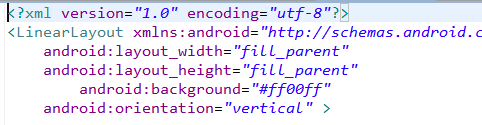 <?xml version="1.0" encoding="utf-8"?>
<LinearLayout xmlns:android="http://schemas.android.c
android:layout_width="fill_parent"
android:layout_height="fill_parent"
android:background="#ff00ff"
android:orientation="vertical" >